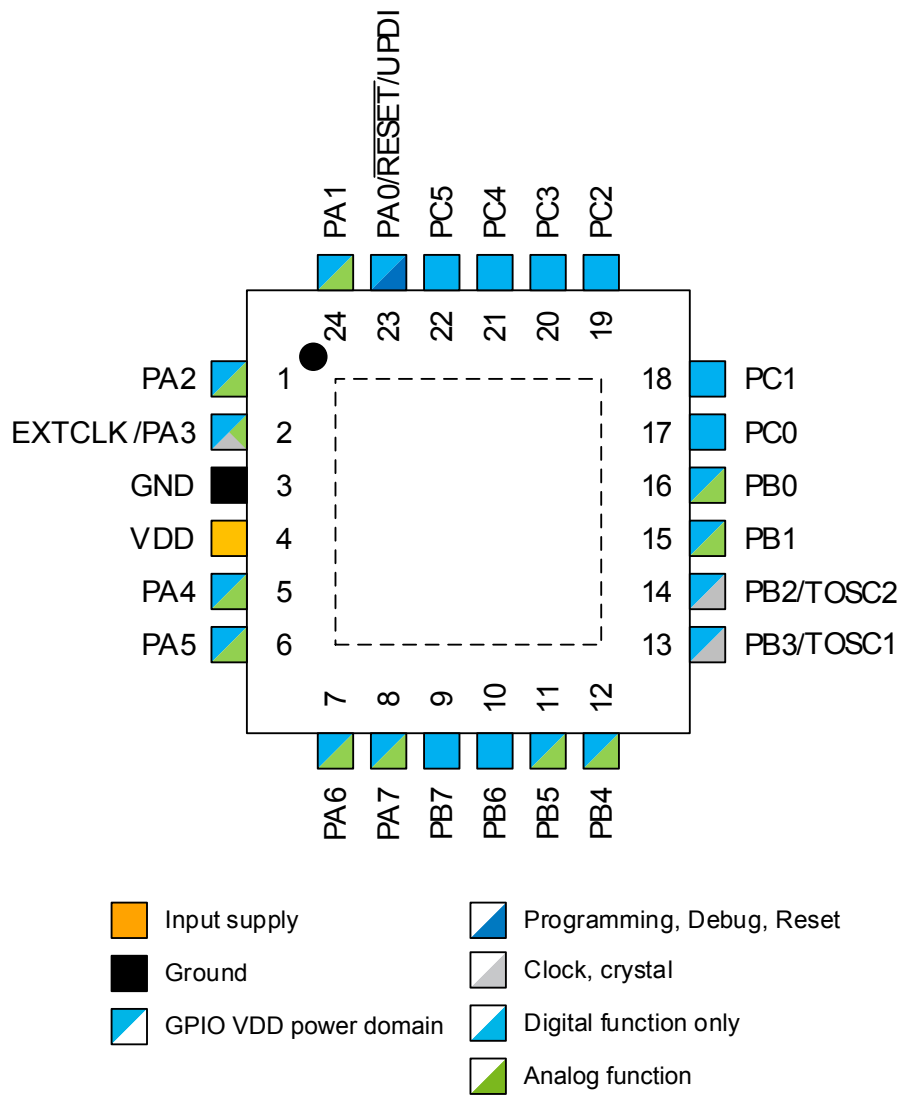 PA1
PA0/RESET/UPDI
PC5
PC4
PC3
PC2
24
23
22
21
20
19
PA2 1 18 PC1
EXTCLK/PA3 2 17 PC0
GND 3 16 PB0
VDD 4 15 PB1
PA4 5 14 PB2/TOSC2
PA5 6 13 PB3/TOSC1
7
8
9
10
11
12
PA6
PA7
PB7
PB6
PB5
PB4
Input supply
Ground
GPIO VDD power domain
Programming, Debug, Reset
Clock, crystal
Digital function only
Analog function